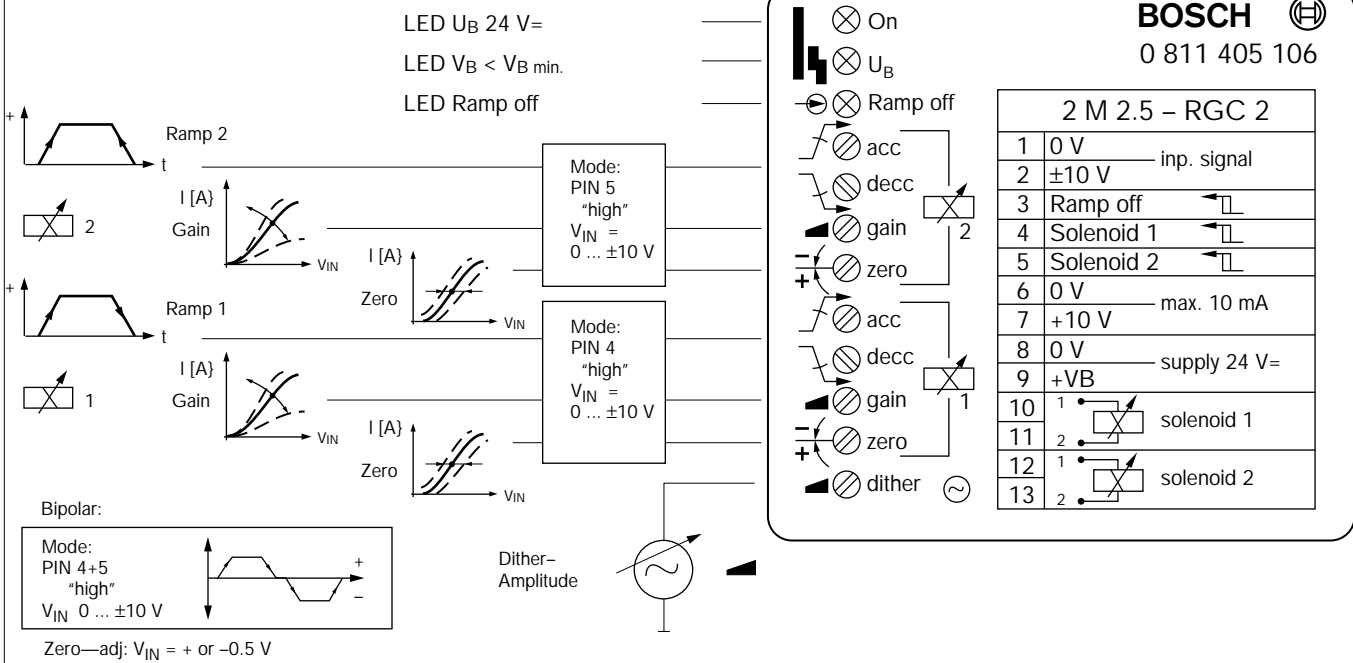 LED UB 24 V=
LED VB < VB min.
LED Ramp off
+
Ramp 2
t
I [A}
Gain
VIN
2
I [A}
Zero
VIN
Mode:
PIN 5
"high"
VIN =
0 ... ±10 V
+
Ramp 1
t
I [A}
Gain
VIN
1
I [A}
Zero
VIN
Mode:
PIN 4
"high"
VIN =
0 ... ±10 V
Bipolar:
Mode:
PIN 4+5
"high"
VIN 0 ... ±10 V
+
–
Zero—adj: VIN = + or –0.5 V
Dither–
Amplitude
On
UB
Ramp off
acc
decc
gain
– + zero
2
acc
decc
gain
– + zero
1
dither
BOSCH
0 811 405 106
2 M 2.5 – RGC 2
1 0 V
inp. signal
2 ±10 V
3 Ramp off
4 Solenoid 1
5 Solenoid 2
6 0 V
max. 10 mA
7 +10 V
8 0 V
supply 24 V=
9 +VB
10 1
solenoid 1
11 2
12 1
solenoid 2
13 2